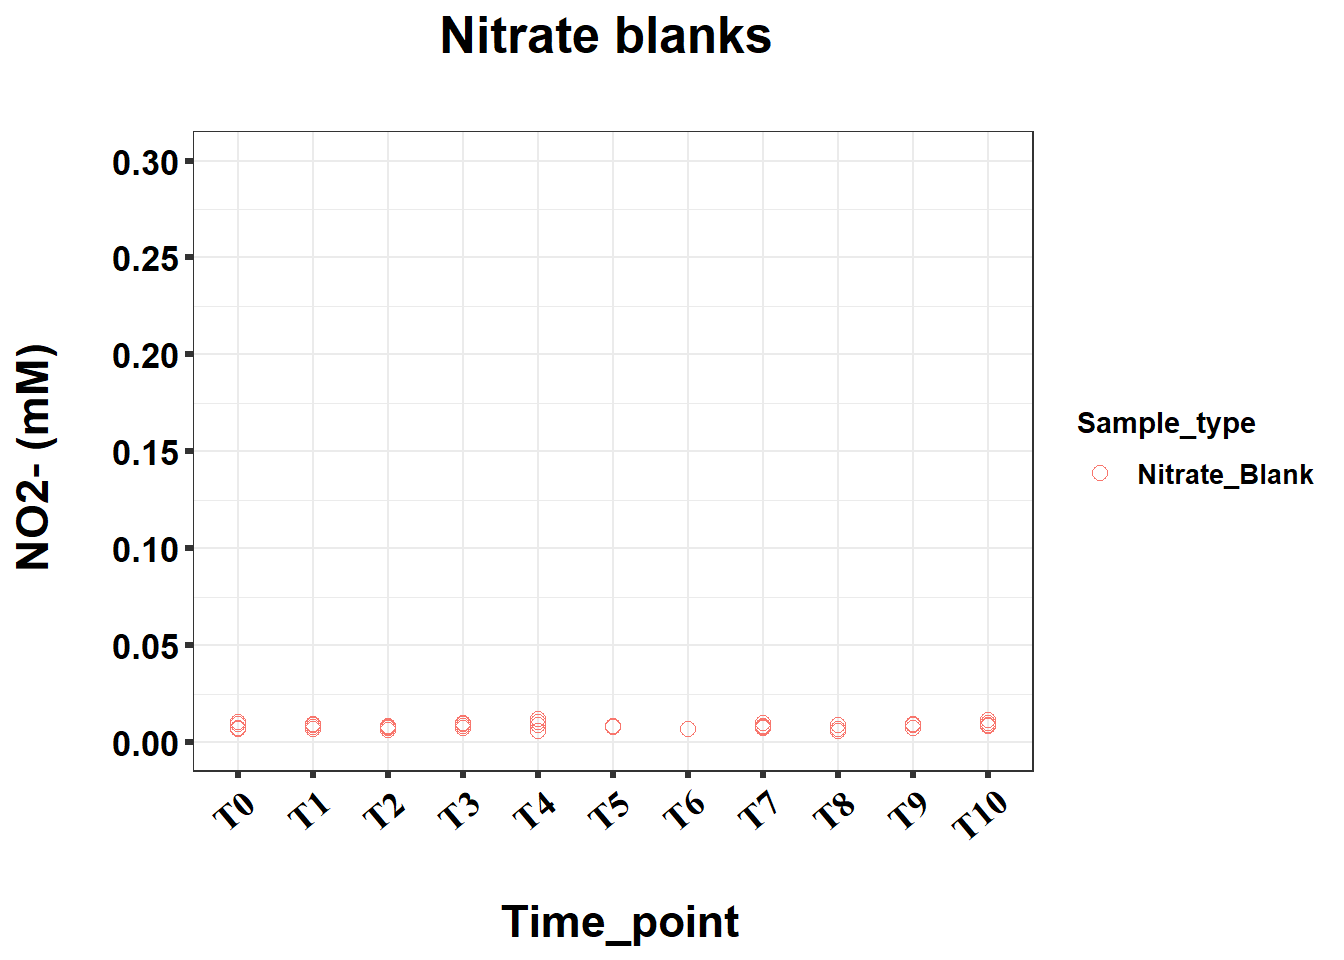 Nitrate blanks
NO2- (mM)
0.30
0.25
0.20
0.15
0.10
0.05
0.00
T0 T1 T2 T3 T4 T5 T6 T7 T8 T9 T10
Time_point
Sample_type
Nitrate_Blank